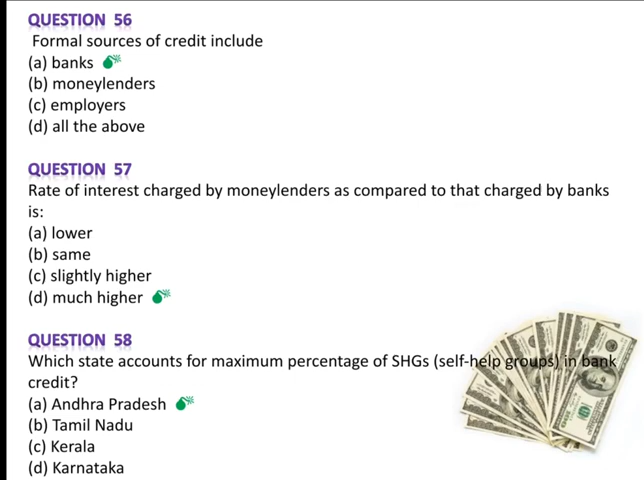 QUESTION 56
Formal sources of credit include
(a) banks
(b) moneylenders
(c) employers
(d) all the above
QUESTION 57
Rate of interest charged by moneylenders as compared to that charged by banks
is:
(a) lower
(b) same
(c) slightly higher
(d) much higher
QUESTION 58
Which state accounts for maximum percentage of SHGs (self-help groups) in bank
credit?
(a) Andhra Pradesh
(b) Tamil Nadu
(c) Kerala
(d) Karnataka